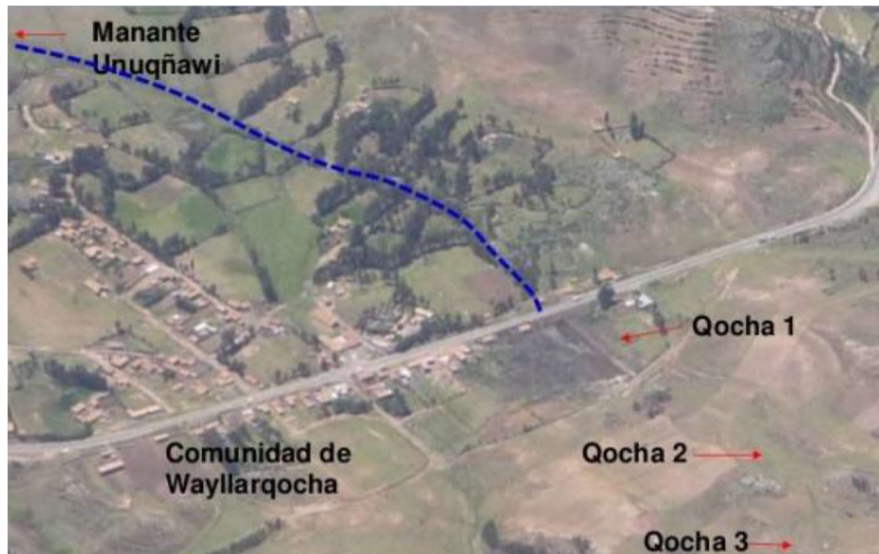 Manante
Unuqñawi
Qocha 1
Comunidad de
Wayllarqocha
Qocha 2
Qocha 3